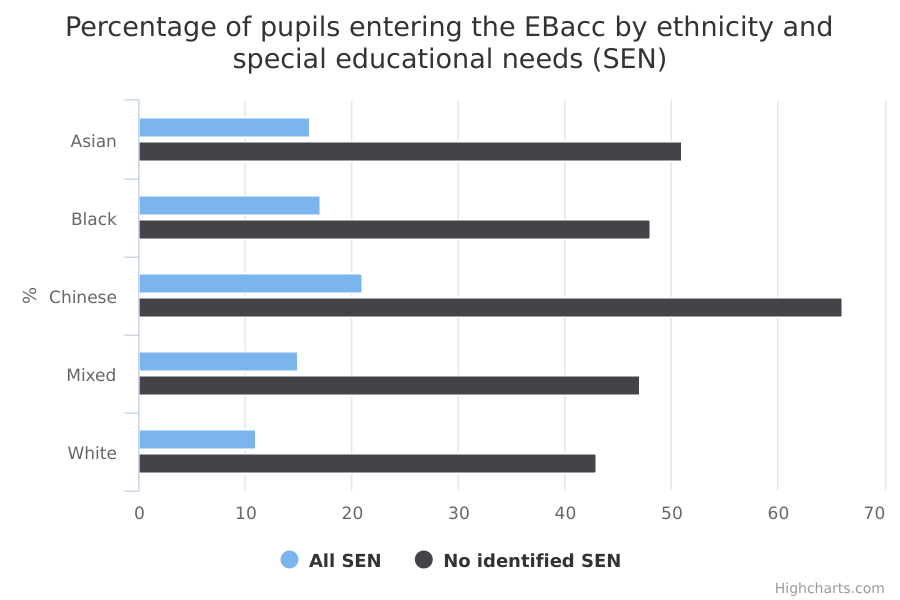 Percentage of pupils entering the EBacc by ethnicity and
special educational needs (SEN)
Asian
Black
% Chinese
Mixed
White
0 10 20 30 40 50 60 70
All SEN No identified SEN
Highcharts.com